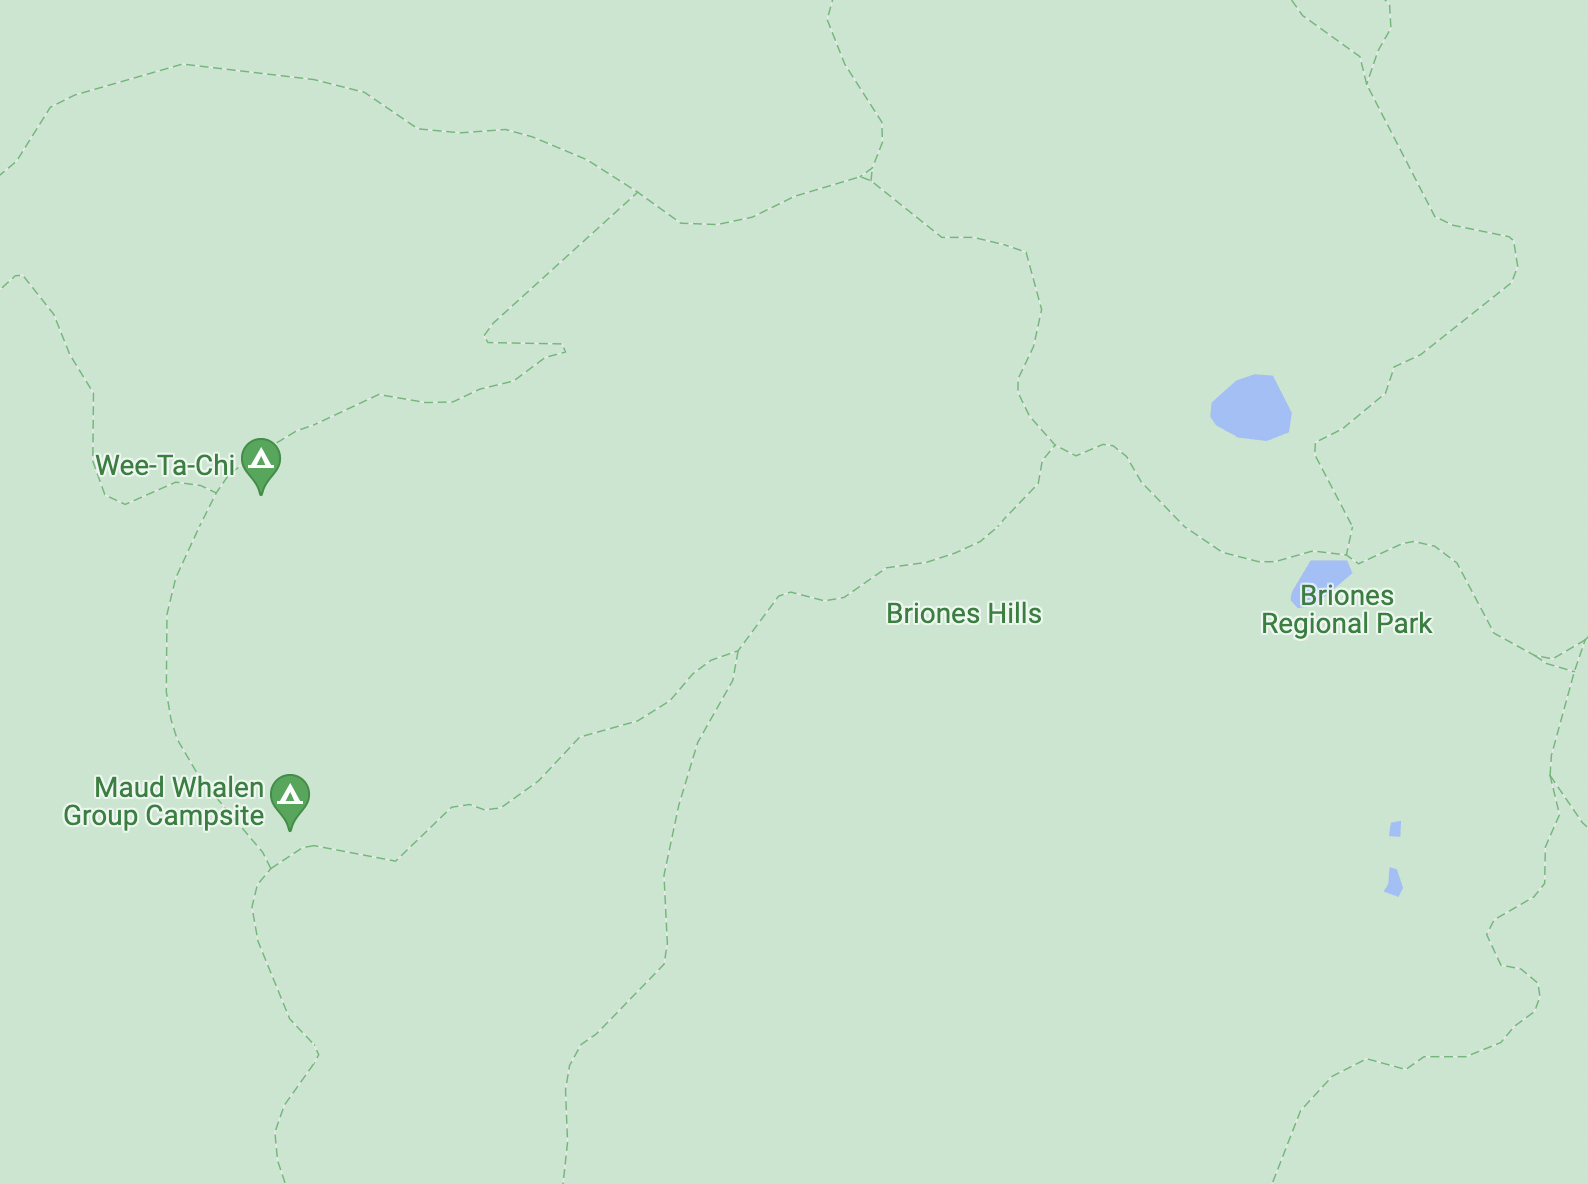 Wee-Ta-Chi
Briones Hills
Briones
Regional Park
Maud Whalen
Group Campsite